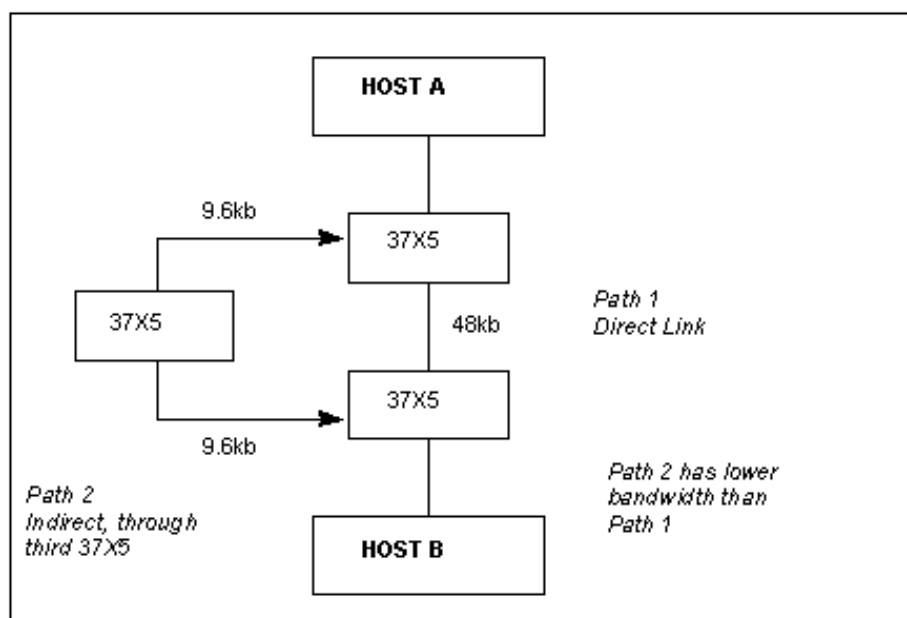 HOST A
9.6kb
37X5
37X5
48kb
Path 1
Direct Link
37X5
9.6kb
Path 2
Indirect, through
third 37X5
Path 2 has lower
bandwidth than
Path 1
HOST B